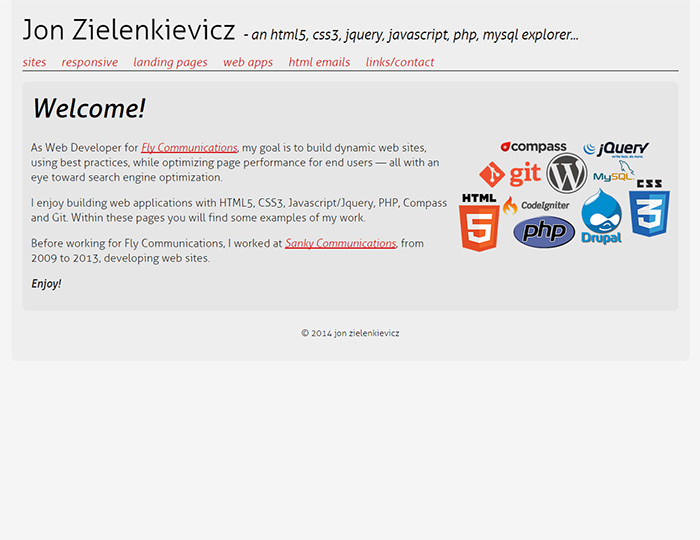 Jon Zielenkievicz - an html5, css3, jquery, javascript, php, mysql explorer...
sites responsive landing pages web apps html emails links/contact
Welcome!
As Web Developer for Fly Communications, my goal is to build dynamic web sites,
using best practices, while optimizing page performance for end users — all with an
eye toward search engine optimization.
I enjoy building web applications with HTML5, CSS3, Javascript/Jquery, PHP, Compass
and Git. Within these pages you will find some examples of my work.
Before working for Fly Communications, I worked at Sanky Communications, from
2009 to 2013, developing web sites.
Enjoy!
compass
jQuery
write less, do more.
git
W
MySQL
HTML
5
CodeIgniter
php
Drupal
CSS
3
© 2014 jon zielenkievicz